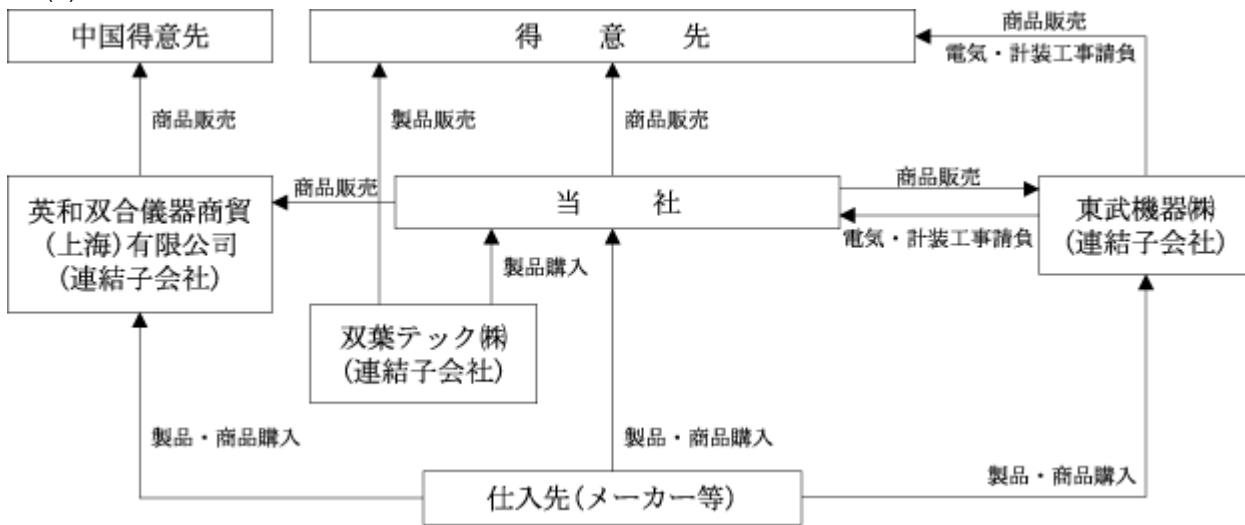 中国得意先
得意先
商品販売
電気・計装工事請負
商品販売
製品販売
商品販売
商品販売
商品販売
英和双合儀器商貿
(上海)有限公司
(連結子会社)
当社
東武機器㈱
(連結子会社)
電気・計装工事請負
製品購入
双葉テック㈱
(連結子会社)
製品・商品購入
製品・商品購入
製品・商品購入
仕入先(メーカー等)